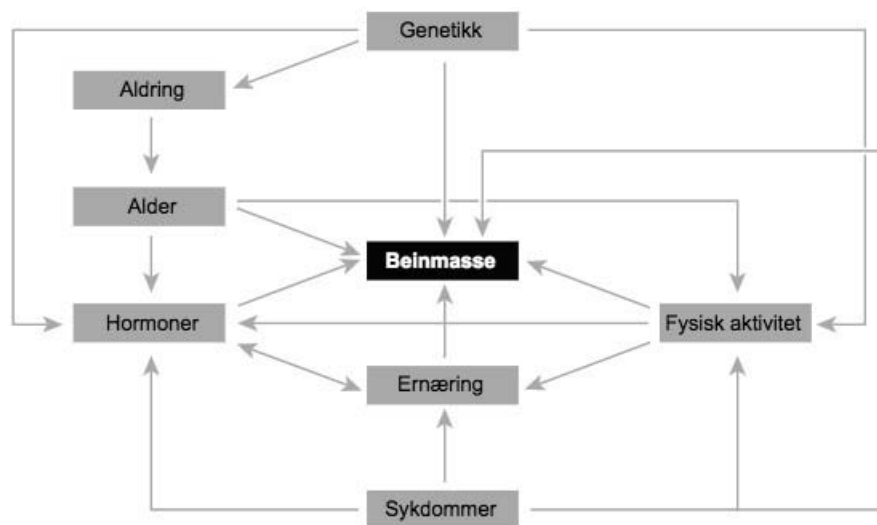 Genetikk
Aldring
Alder
Beinmasse
Hormoner
Fysisk aktivitet
Ernæring
Sykdommer